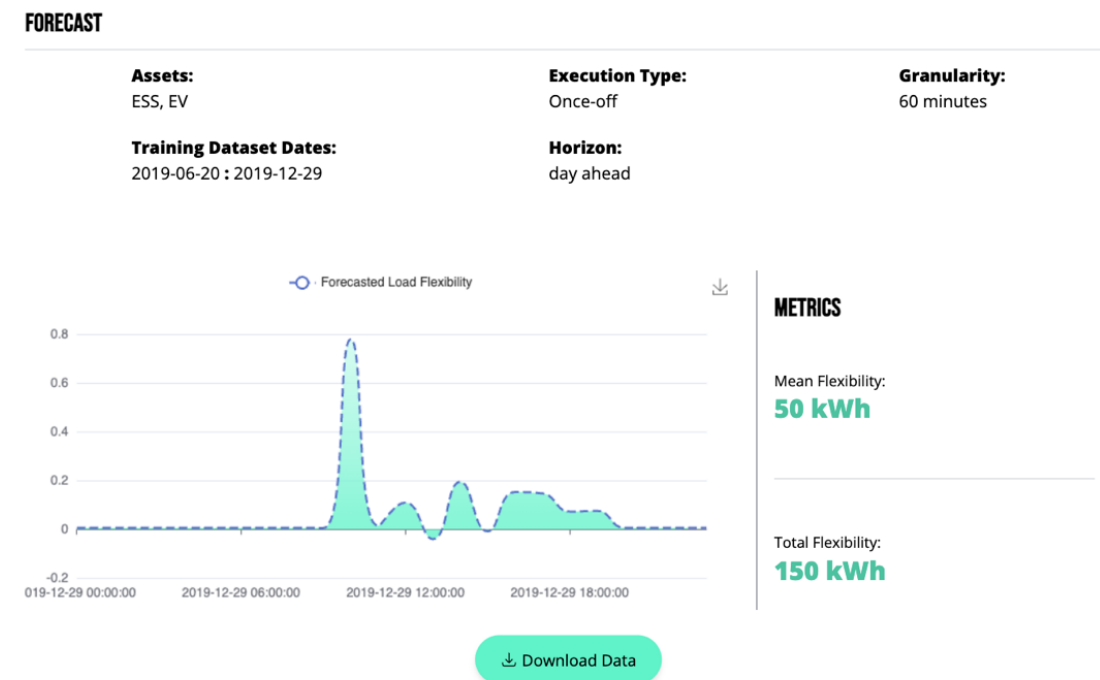 FORECAST
Assets:
ESS, EV
Execution Type:
Once-off
Granularity:
60 minutes
Training Dataset Dates:
2019-06-20 : 2019-12-29
Horizon:
day ahead
Forecasted Load Flexibility
0.8
0.6
0.4
0.2
0
-0.2
019-12-29 00:00:00
2019-12-29 06:00:00
2019-12-29 12:00:00
2019-12-29 18:00:00
METRICS
Mean Flexibility:
50 kWh
Total Flexibility:
150 kWh
Download Data